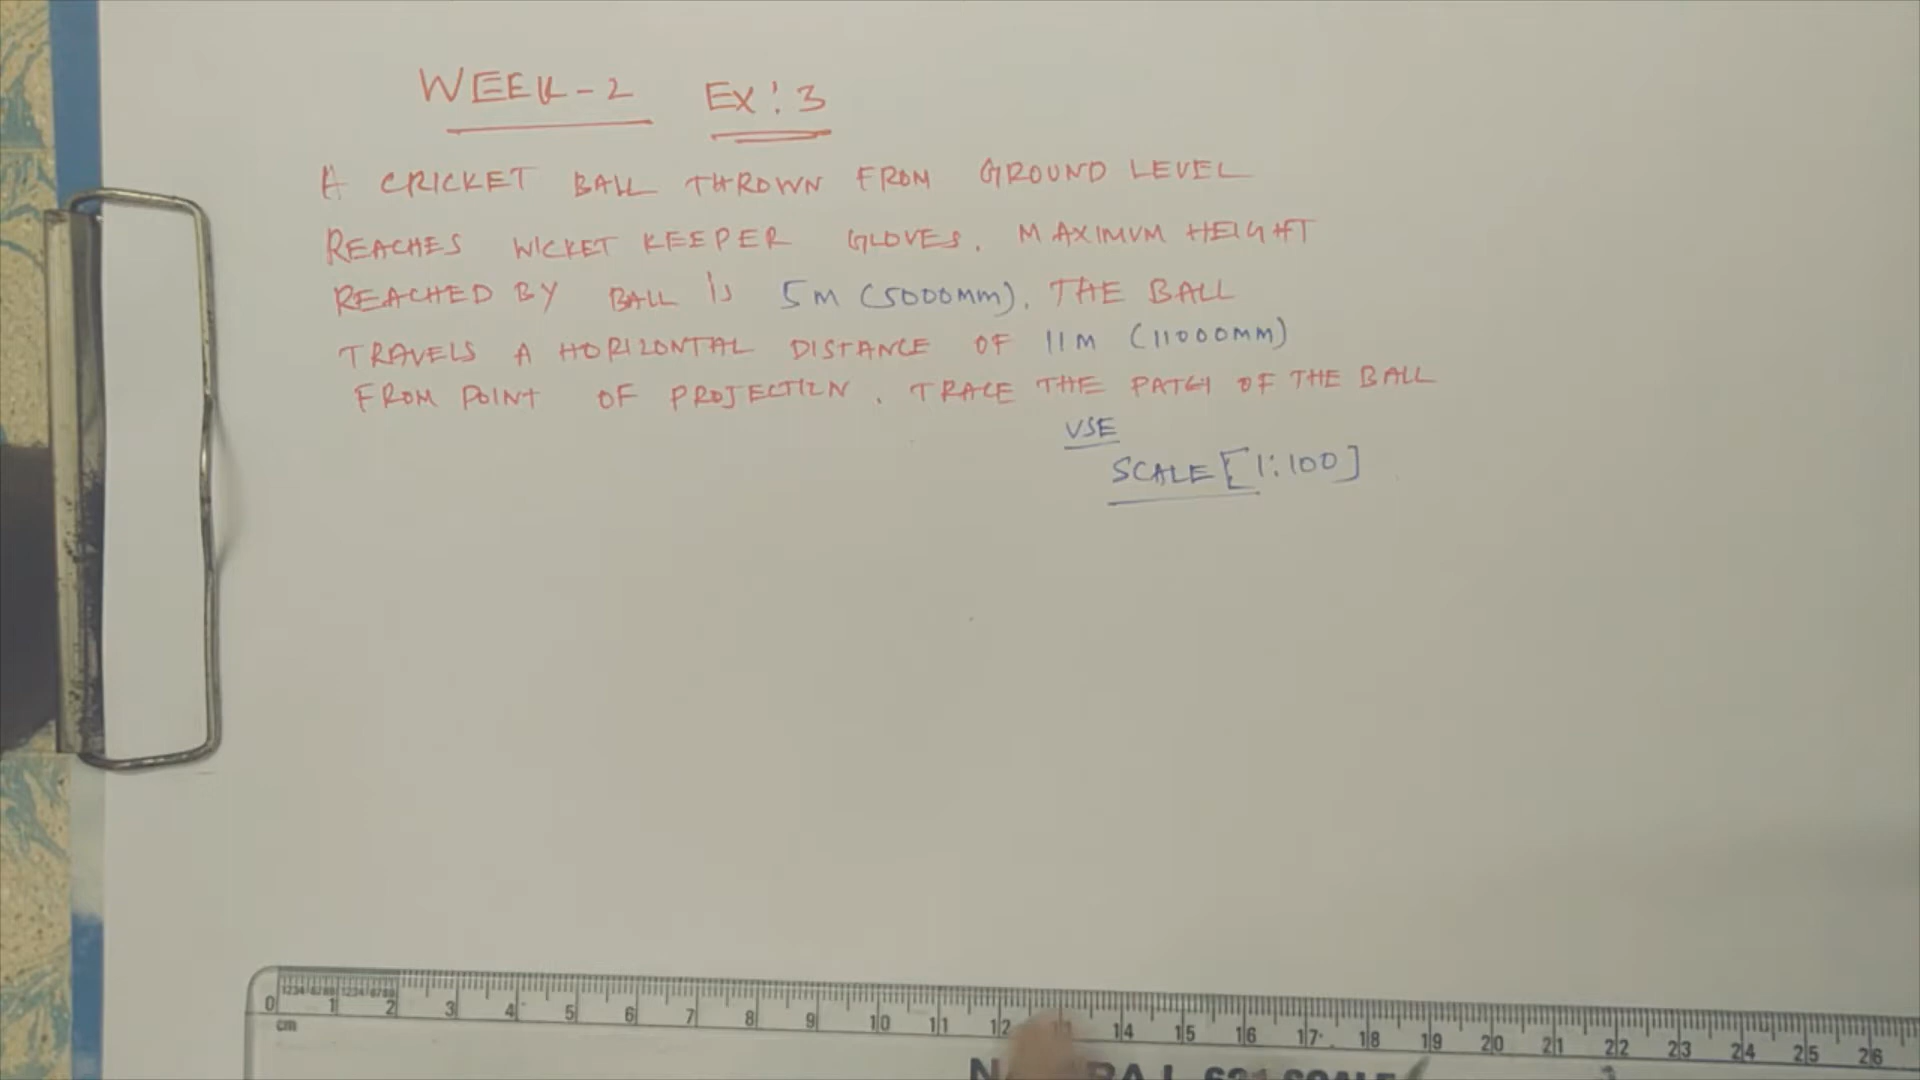 WEEK-2 EX:3
A CRICKET BALL THROWN FROM GROUND LEVEL
REACHES WICKET KEEPER GLOVES. MAXIMUM HEIGHT
REACHED BY BALL IS 5M (5000MM). THE BALL
TRAVELS A HORIZONTAL DISTANCE OF 11M (11000MM)
FROM POINT OF PROJECTION. TRACE THE PATH OF THE BALL
USE
SCALE [1:100]
0 1 2 3 4 5 6 7 8 9 10 11 12 14 15 16 17 18 19 20 21 22 23 24 25 26
cm